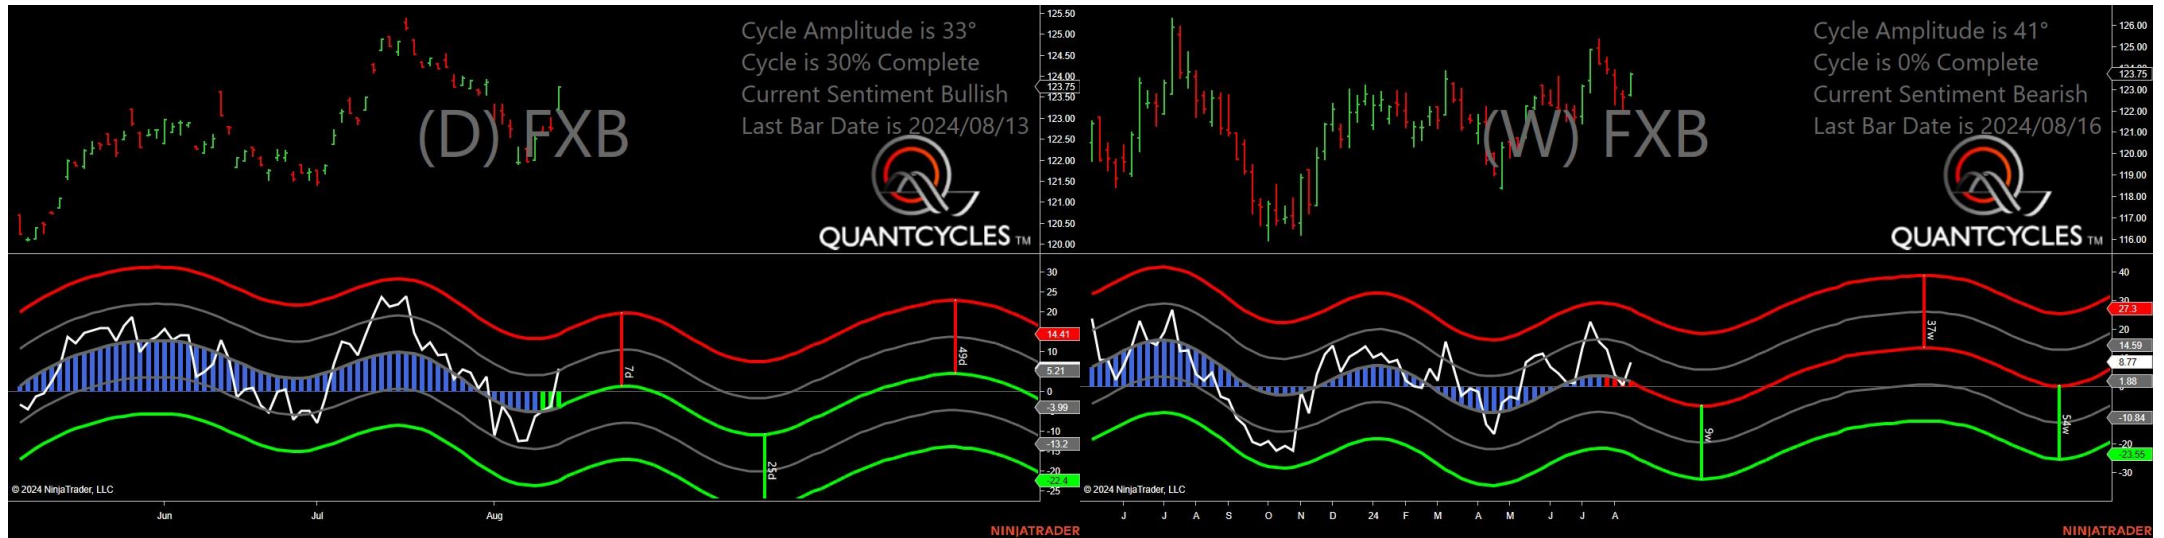 Cycle Amplitude is 33°
Cycle is 30% Complete
Current Sentiment Bullish
Last Bar Date is 2024/08/13
(D) FXB
QUANTCYCLES TM
125.50
125.00
124.50
124.00
123.75
123.50
123.00
122.50
122.00
121.50
121.00
120.50
120.00
30
25
20
14.41
10
5.21
0
-3.99
-10
-13.2
-15
-20
-22.4
-25
7d
25d
49d
© 2024 NinjaTrader, LLC
Jun Jul Aug
NINJATRADER
Cycle Amplitude is 41°
Cycle is 0% Complete
Current Sentiment Bearish
Last Bar Date is 2024/08/16
(W) FXB
QUANTCYCLES TM
126.00
125.00
123.75
123.00
122.00
121.00
120.00
119.00
118.00
117.00
116.00
40
27.3
20
14.59
8.77
1.88
-10.84
-20
-23.55
-30
9w
37w
54w
© 2024 NinjaTrader, LLC
J J A S O N D 24 F M A M J J A
NINJATRADER